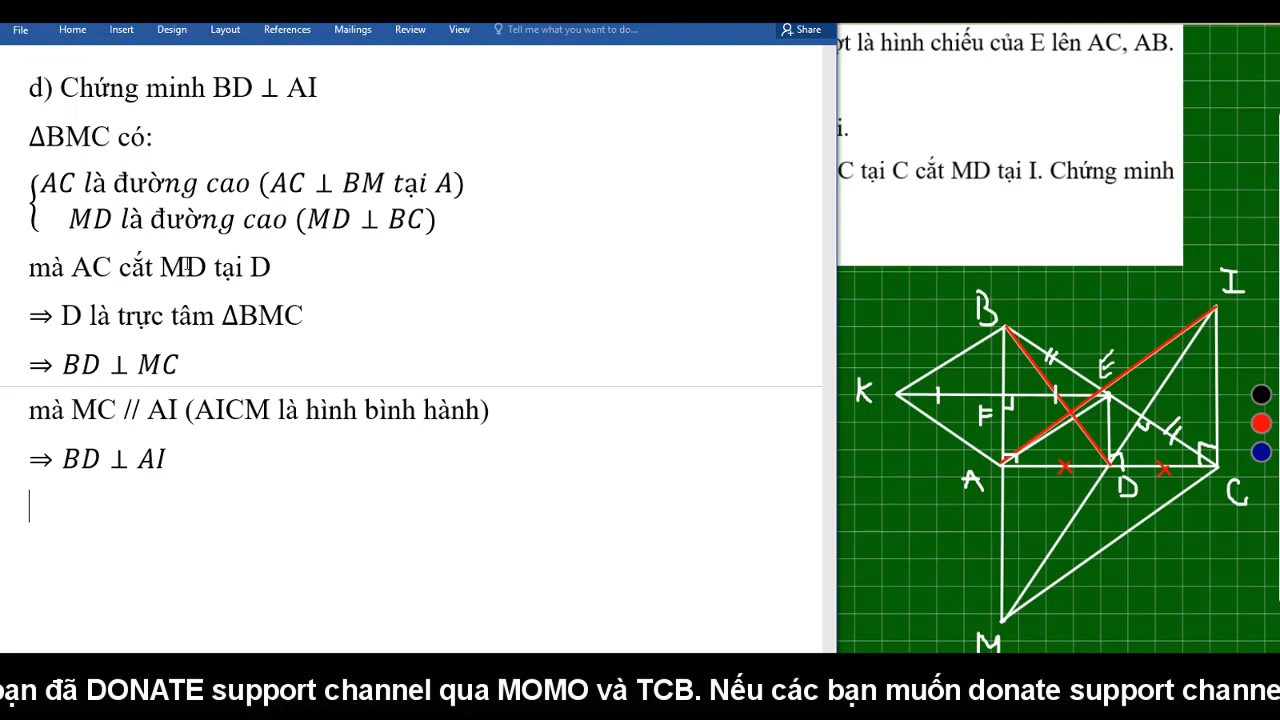 File Home Insert Design Layout References Mailings Review View Tell me what you want to do... Share
d) Chứng minh BD ⊥ AI
ΔBMC có:
AC là đường cao (AC ⊥ BM tại A)
MD là đường cao (MD ⊥ BC)
mà AC cắt MD tại D
⇒ D là trực tâm ΔBMC
⇒ BD ⊥ MC
mà MC // AI (AICM là hình bình hành)
⇒ BD ⊥ AI
là hình chiếu của E lên AC, AB.
i.
C tại C cắt MD tại I. Chứng minh
I
B
E
K
F
A
D
C
M
bạn đã DONATE support channel qua MOMO và TCB. Nếu các bạn muốn donate support channe